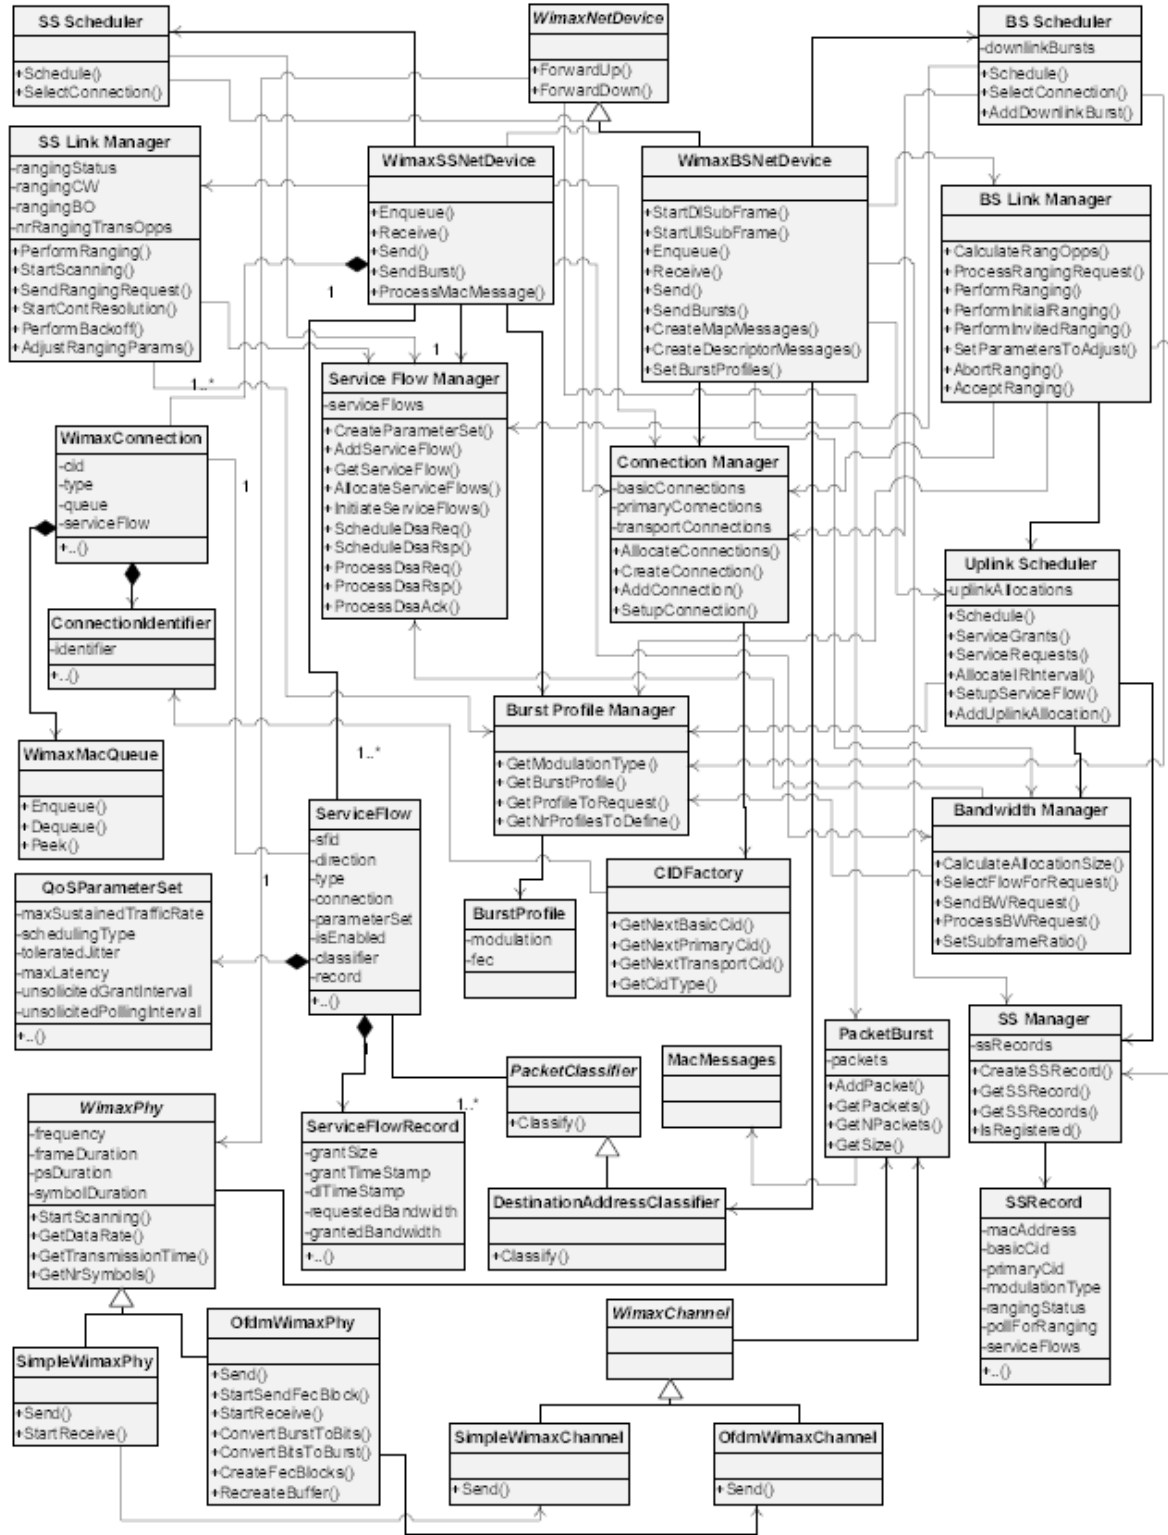 SS Scheduler
+Schedule()
+SelectConnection()
WimaxNetDevice
+ForwardUp()
+ForwardDown()
BS Scheduler
-downlinkBursts
+Schedule()
+SelectConnection()
+AddDownlinkBurst()
SS Link Manager
-rangingStatus
-rangingCW
-rangingBO
-nrRangingTransOpps
+PerformRanging()
+StartScanning()
+SendRangingRequest()
+StartContResolution()
+PerformBackoff()
+AdjustRangingParams()
WimaxSSNetDevice
+Enqueue()
+Receive()
+Send()
+SendBurst()
+ProcessMacMessage()
WimaxBSNetDevice
+StartDlSubFrame()
+StartUlSubFrame()
+Enqueue()
+Receive()
+Send()
+SendBursts()
+CreateMapMessages()
+CreateDescriptorMessages()
+SetBurstProfiles()
BS Link Manager
+CalculateRangOpps()
+ProcessRangingRequest()
+PerformRanging()
+PerformInitialRanging()
+PerformInvitedRanging()
+SetParametersToAdjust()
+AbortRanging()
+AcceptRanging()
1
1
1..*
Service Flow Manager
-serviceFlows
+CreateParameterSet()
+AddServiceFlow()
+GetServiceFlow()
+AllocateServiceFlows()
+InitiateServiceFlows()
+ScheduleDsaReq()
+ScheduleDsaRsp()
+ProcessDsaReq()
+ProcessDsaRsp()
+ProcessDsaAck()
WimaxConnection
-cid
-type
-queue
-serviceFlow
+..()
1
Connection Manager
-basicConnections
-primaryConnections
-transportConnections
+AllocateConnections()
+CreateConnection()
+AddConnection()
+SetupConnection()
Uplink Scheduler
-uplinkAllocations
+Schedule()
+ServiceGrants()
+ServiceRequests()
+AllocateIRInterval()
+SetupServiceFlow()
+AddUplinkAllocation()
ConnectionIdentifier
-identifier
+..()
WimaxMacQueue
+Enqueue()
+Dequeue()
+Peek()
1..*
Burst Profile Manager
+GetModulationType()
+GetBurstProfile()
+GetProfileToRequest()
+GetNrProfilesToDefine()
Bandwidth Manager
+CalculateAllocationSize()
+SelectFlowForRequest()
+SendBWRequest()
+ProcessBWRequest()
+SetSubframeRatio()
ServiceFlow
-sfid
-direction
-type
-connection
-parameterSet
-isEnabled
-classifier
-record
+..()
1
QoSParameterSet
-maxSustainedTrafficRate
-schedulingType
-toleratedJitter
-maxLatency
-unsolicitedGrantInterval
-unsolicitedPollingInterval
+..()
BurstProfile
-modulation
-fec
CIDFactory
+GetNextBasicCid()
+GetNextPrimaryCid()
+GetNextTransportCid()
+GetCidType()
1
1..*
PacketClassifier
+Classify()
MacMessages
PacketBurst
-packets
+AddPacket()
+GetPackets()
+GetNPackets()
+GetSize()
SS Manager
-ssRecords
+CreateSSRecord()
+GetSSRecord()
+GetSSRecords()
+IsRegistered()
WimaxPhy
-frequency
-frameDuration
-psDuration
-symbolDuration
+StartScanning()
+GetDataRate()
+GetTransmissionTime()
+GetNrSymbols()
ServiceFlowRecord
-grantSize
-grantTimeStamp
-dlTimeStamp
-requestedBandwidth
-grantedBandwidth
+..()
DestinationAddressClassifier
+Classify()
SSRecord
-macAddress
-basicCid
-primaryCid
-modulationType
-rangingStatus
-pollForRanging
-serviceFlows
+..()
SimpleWimaxPhy
+Send()
+StartReceive()
OfdmWimaxPhy
+Send()
+StartSendFecBlock()
+StartReceive()
+ConvertBurstToBits()
+ConvertBitsToBurst()
+CreateFecBlocks()
+RecreateBuffer()
WimaxChannel
SimpleWimaxChannel
+Send()
OfdmWimaxChannel
+Send()